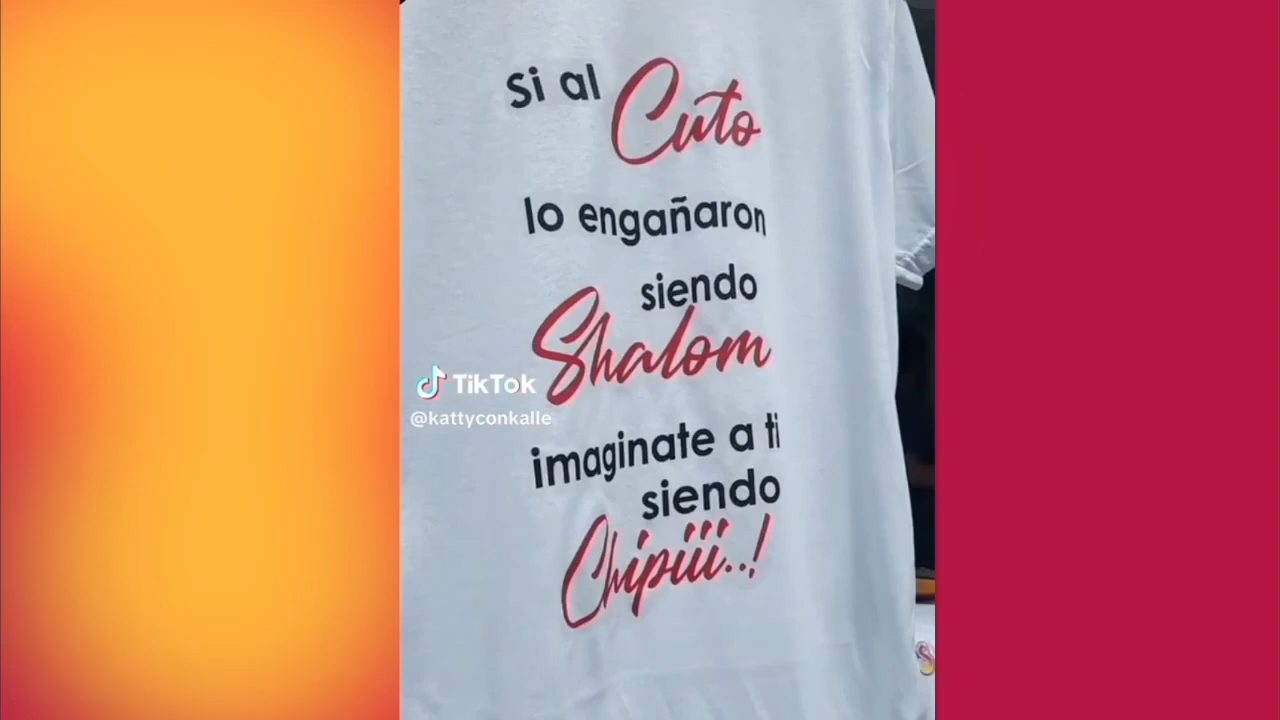 Si al Cuto
lo engañaron
siendo
Shalom
TikTok
@kattyconkalle
imaginate a ti
siendo
Chipiii..!